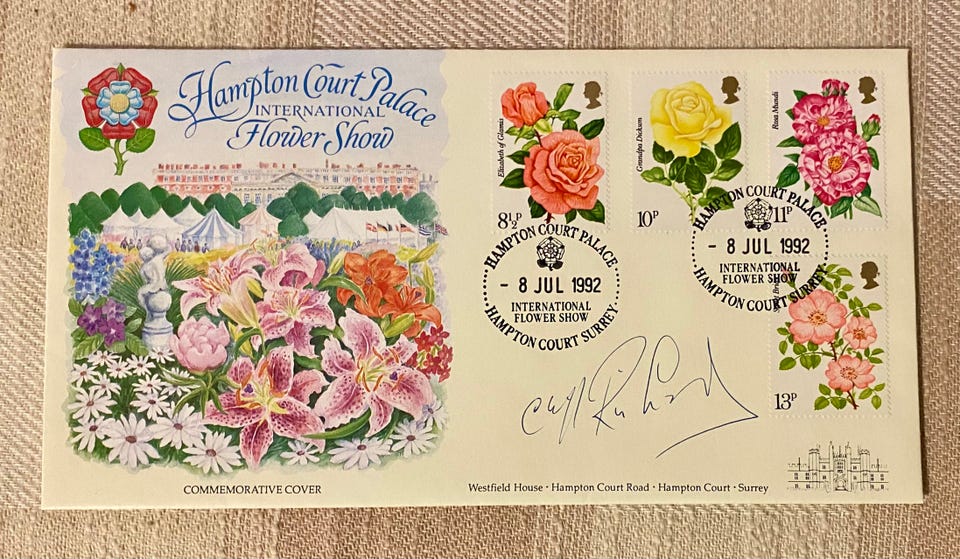 Hampton Court Palace
INTERNATIONAL
Flower Show
Elizabeth of Glamis
8½P
Grandpa Dickson
10P
Rosa Mundi
11P
13P
HAMPTON COURT PALACE
- 8 JUL 1992
INTERNATIONAL
FLOWER SHOW
HAMPTON COURT SURREY
HAMPTON COURT PALACE
- 8 JUL 1992
INTERNATIONAL
FLOWER SHOW
HAMPTON COURT SURREY
Cliff Richard
COMMEMORATIVE COVER
Westfield House · Hampton Court Road · Hampton Court · Surrey